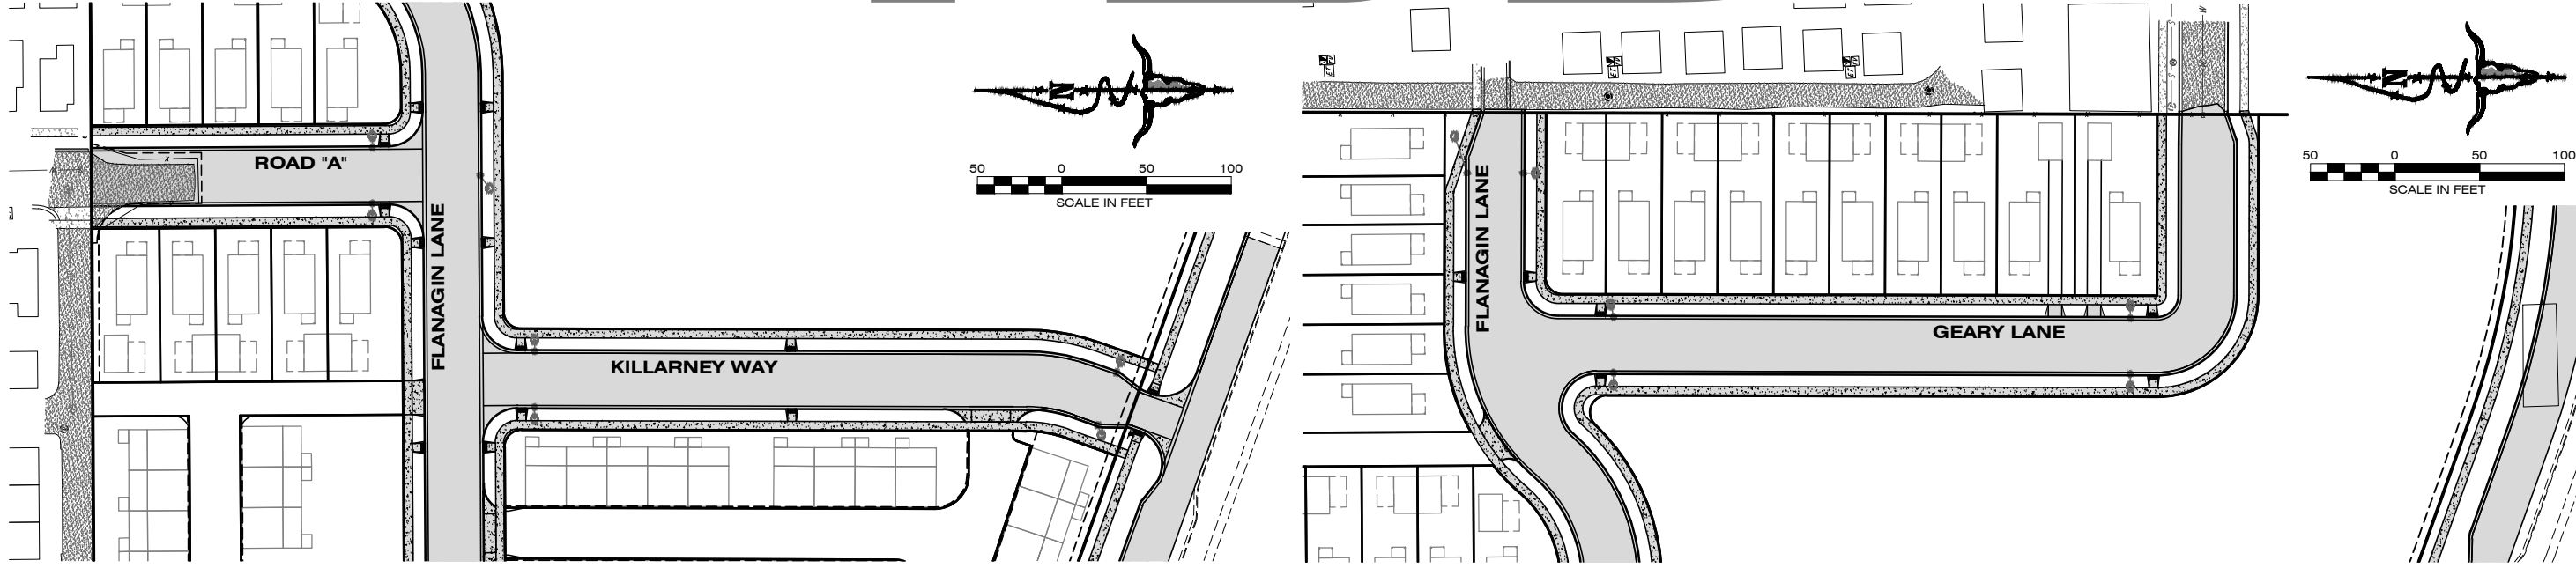 ROAD "A"
FLANAGIN LANE
KILLARNEY WAY
N
50 0 50 100
SCALE IN FEET
FLANAGIN LANE
GEARY LANE
N
50 0 50 100
SCALE IN FEET